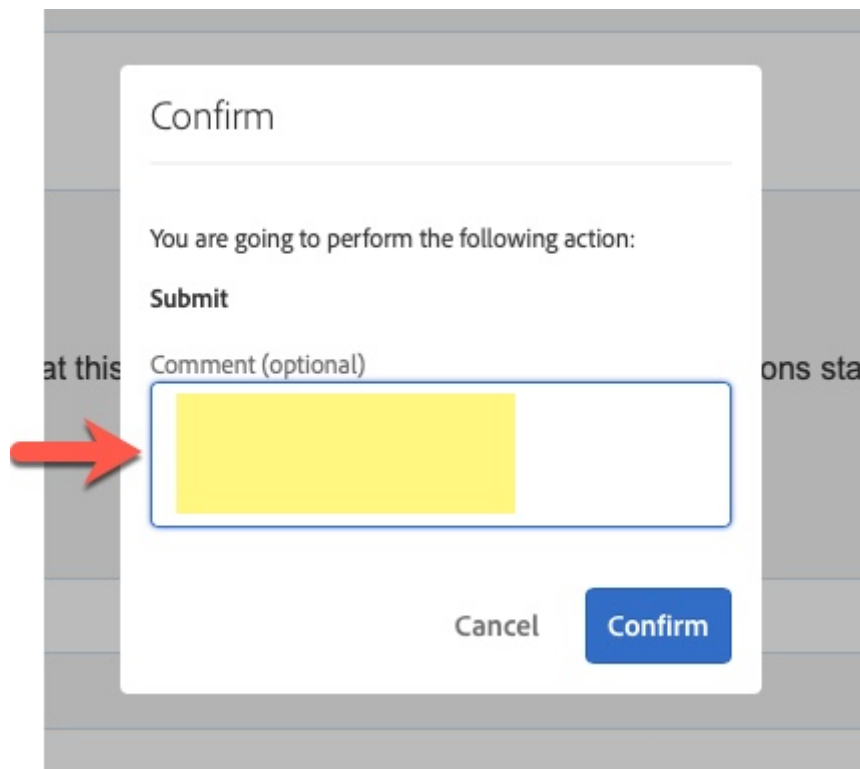 Confirm
You are going to perform the following action:
Submit
at this
Comment (optional)
ons sta
Cancel
Confirm